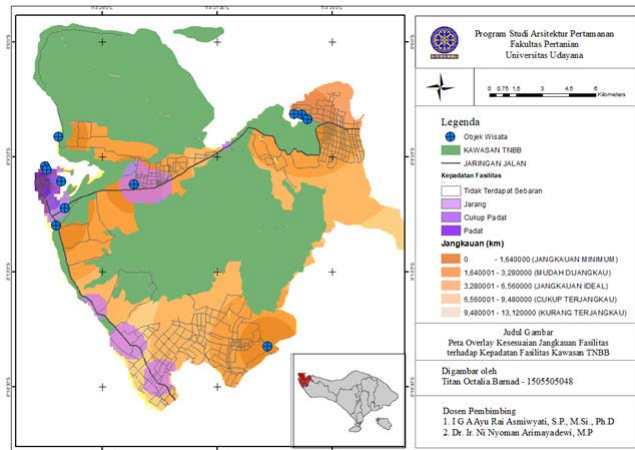 Program Studi Arsitektur Pertamanan
Fakultas Pertanian
Universitas Udayana
0 0,75 1,5 3 4,5 6
Kilometers
Legenda
Objek Wisata
KAWASAN TNBB
JARINGAN JALAN
Kepadatan Fasilitas
Tidak Terdapat Sebaran
Jarang
Cukup Padat
Padat
Jangkauan (km)
0 - 1,640000 (JANGKAUAN MINIMUM)
1,640001 - 3,280000 (MUDAH DIJANGKAU)
3,280001 - 6,560000 (JANGKAUAN IDEAL)
6,560001 - 9,480000 (CUKUP TERJANGKAU)
9,480001 - 13,120000 (KURANG TERJANGKAU)
Judul Gambar
Peta Overlay Kesesuaian Jangkauan Fasilitas
terhadap Kepadatan Fasilitas Kawasan TNBB
Digambar oleh
Titan Octalia Barnad - 1505505048
Dosen Pembimbing
1. I G A Ayu Rai Asmiwyati, S.P., M.Si., Ph.D
2. Dr. Ir. Ni Nyoman Arimayadewi, M.P